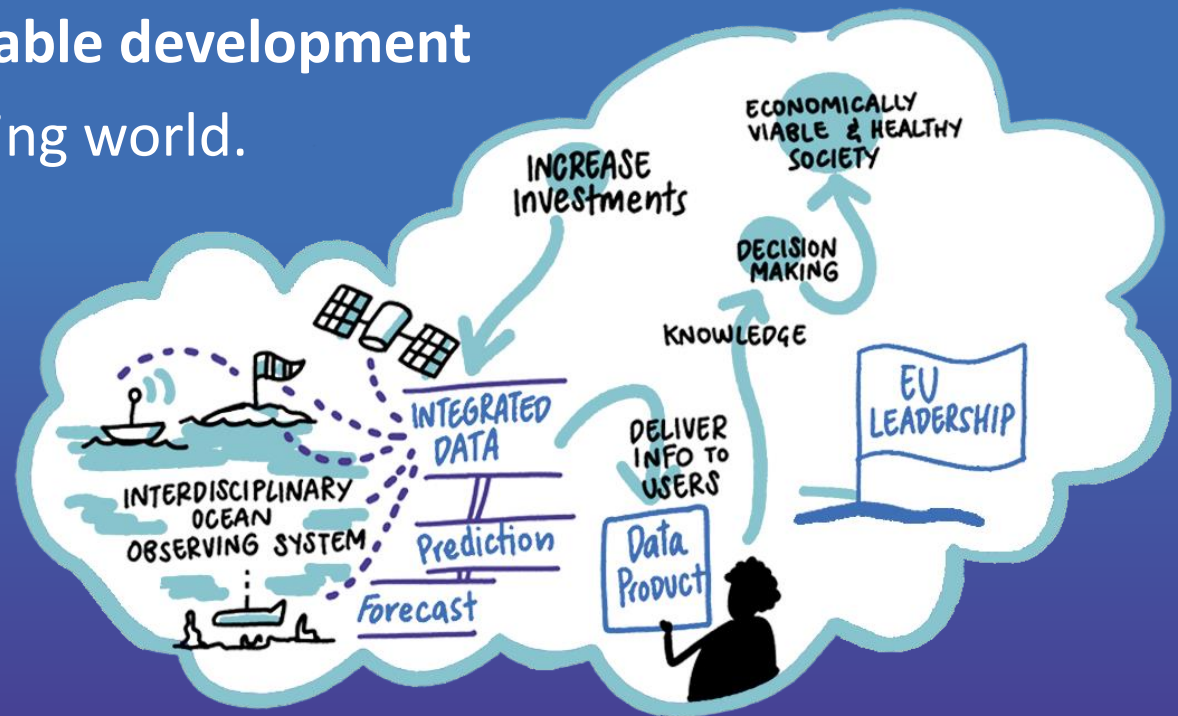 able development
ing world.
INCREASE
Investments
ECONOMICALLY
VIABLE & HEALTHY
SOCIETY
DECISION
MAKING
KNOWLEDGE
EU
LEADERSHIP
INTEGRATED
DATA
DELIVER
INFO TO
USERS
INTERDISCIPLINARY
OCEAN
OBSERVING SYSTEM
Prediction
Forecast
Data
Product